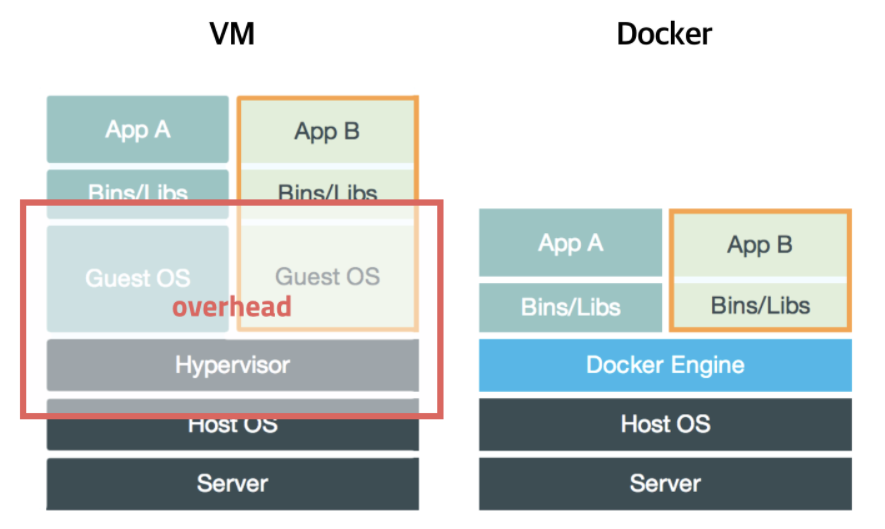 VM
App A
App B
Bins/Libs
Bins/Libs
Guest OS
Guest OS
overhead
Hypervisor
Host OS
Server
Docker
App A
App B
Bins/Libs
Bins/Libs
Docker Engine
Host OS
Server